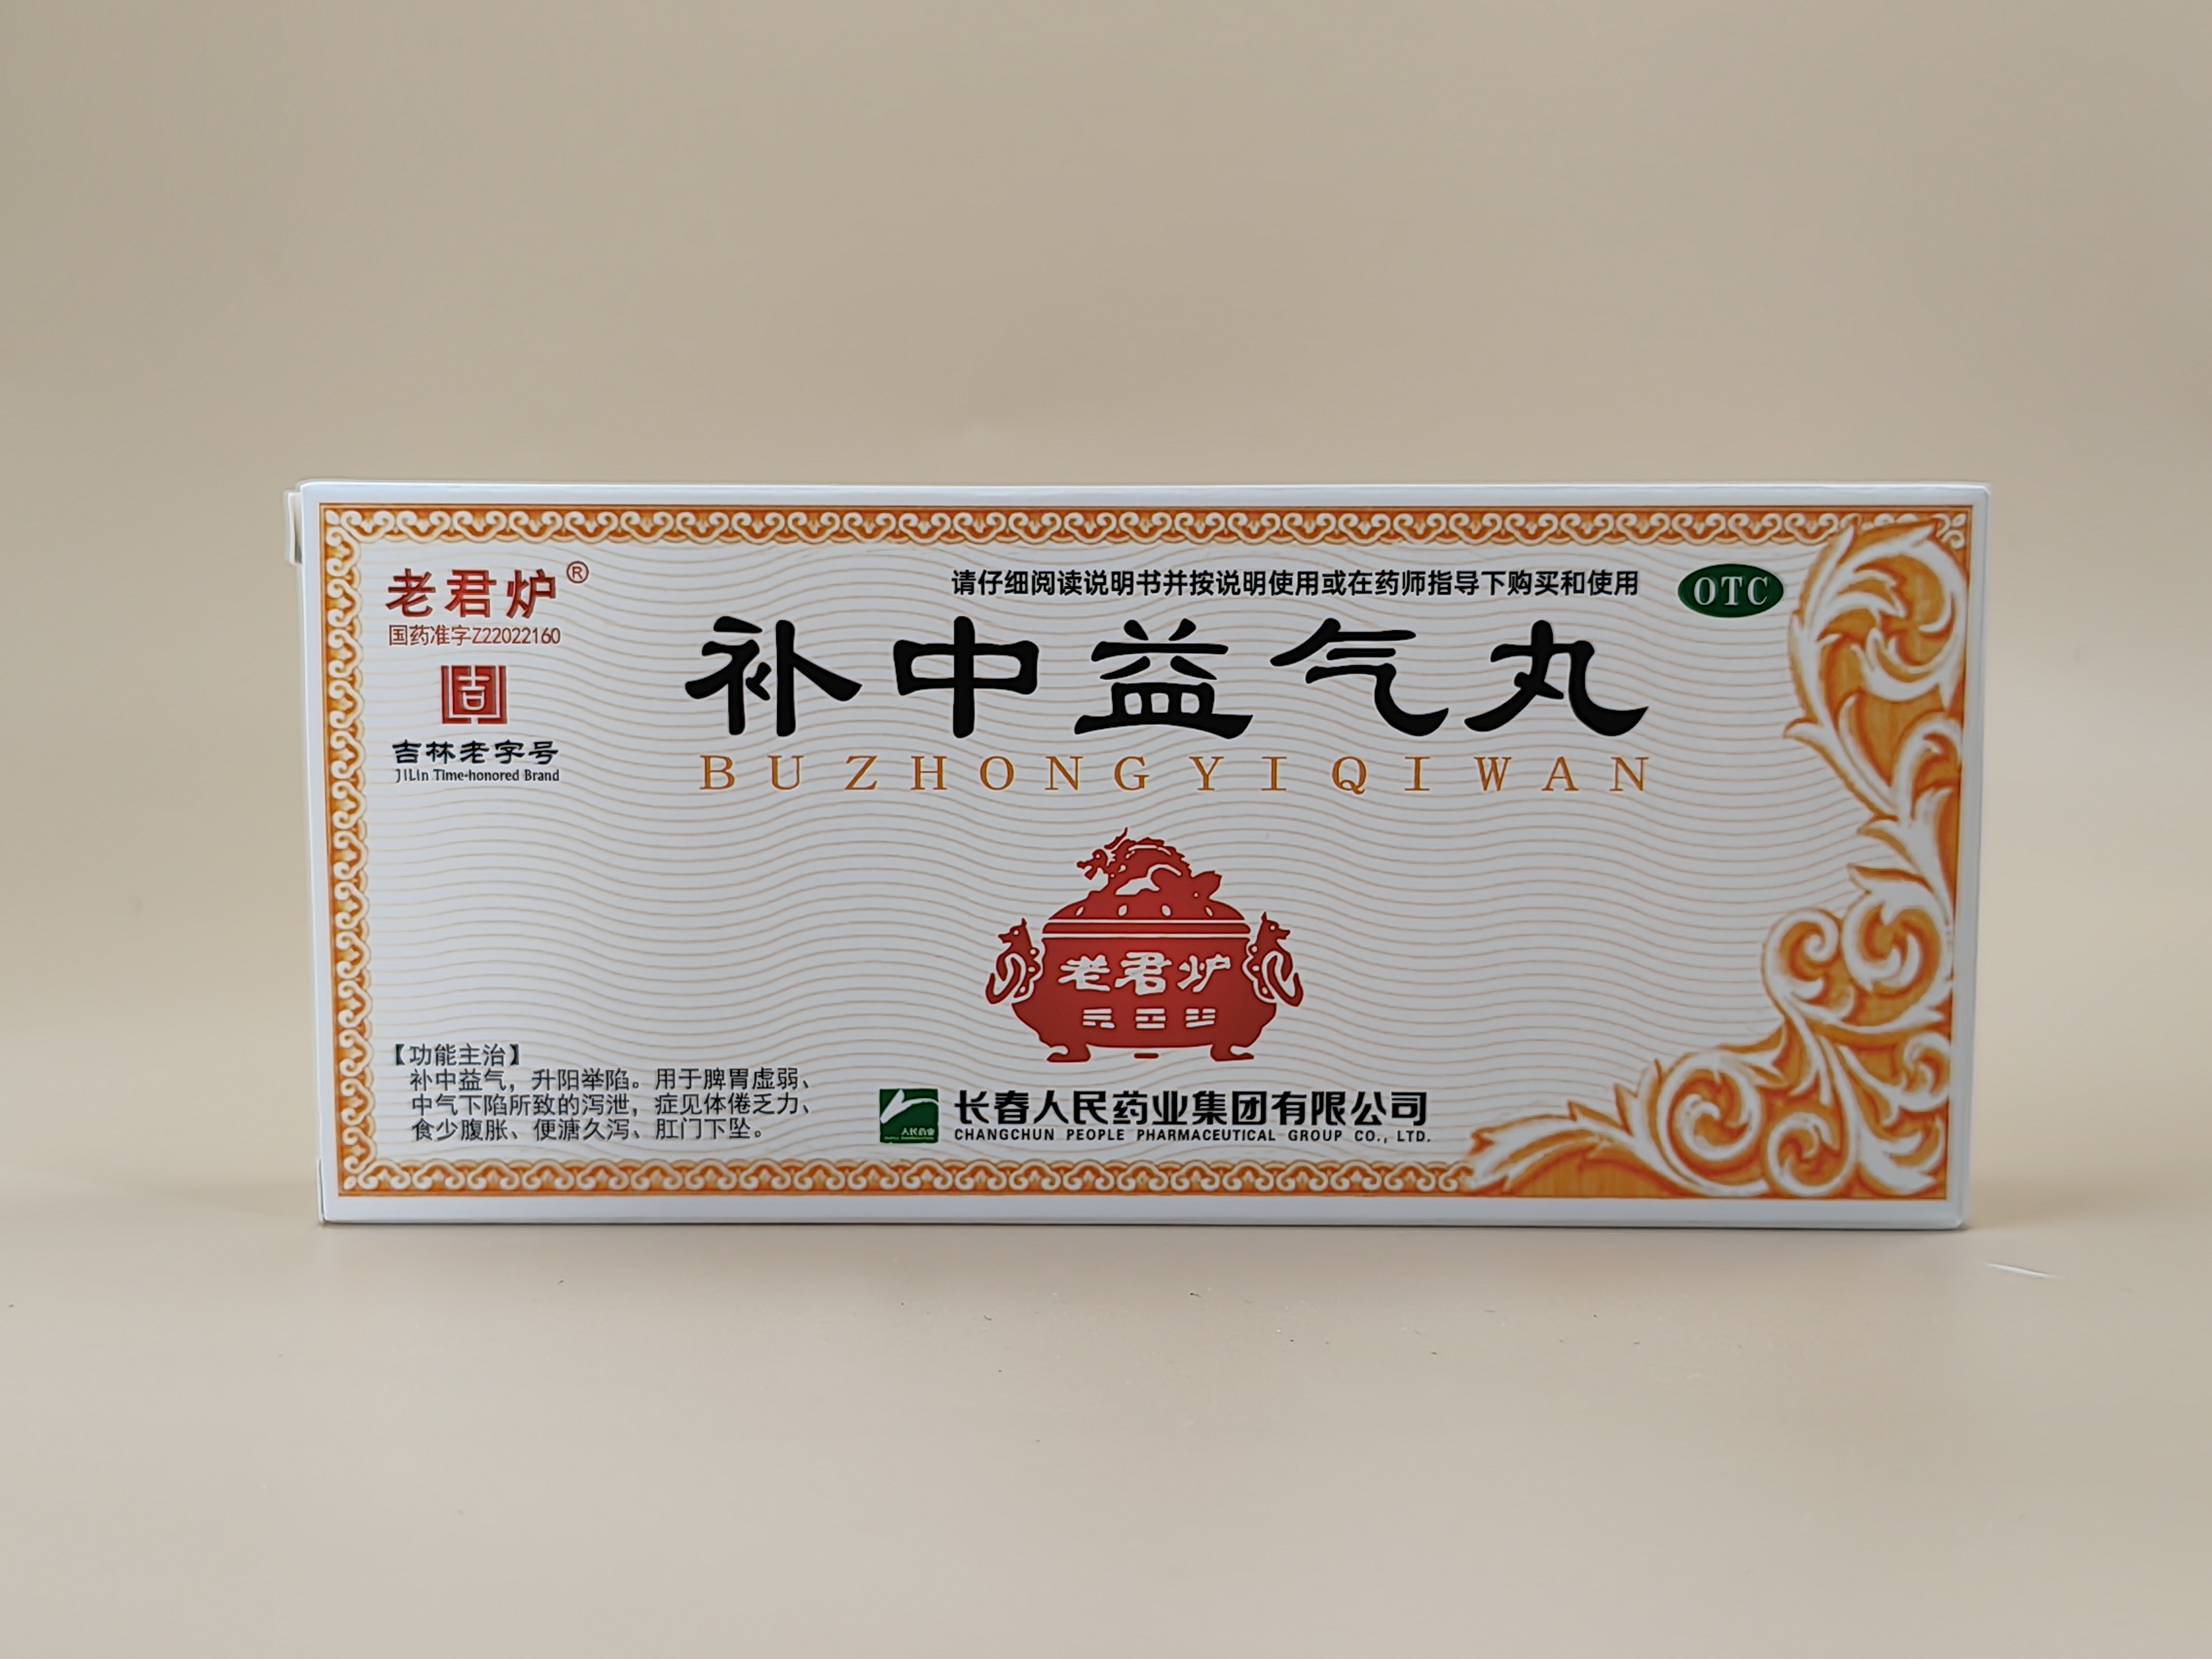 老君炉®
国药准字Z22022160
吉林老字号
JiLin Time-honored Brand
请仔细阅读说明书并按说明使用或在药师指导下购买和使用
OTC
补中益气丸
BUZHONGYIQIWAN
老君炉
【功能主治】
补中益气，升阳举陷。用于脾胃虚弱、
中气下陷所致的泻泄，症见体倦乏力、
食少腹胀、便溏久泻、肛门下坠。
人民药业
长春人民药业集团有限公司
CHANGCHUN PEOPLE PHARMACEUTICAL GROUP CO., LTD.